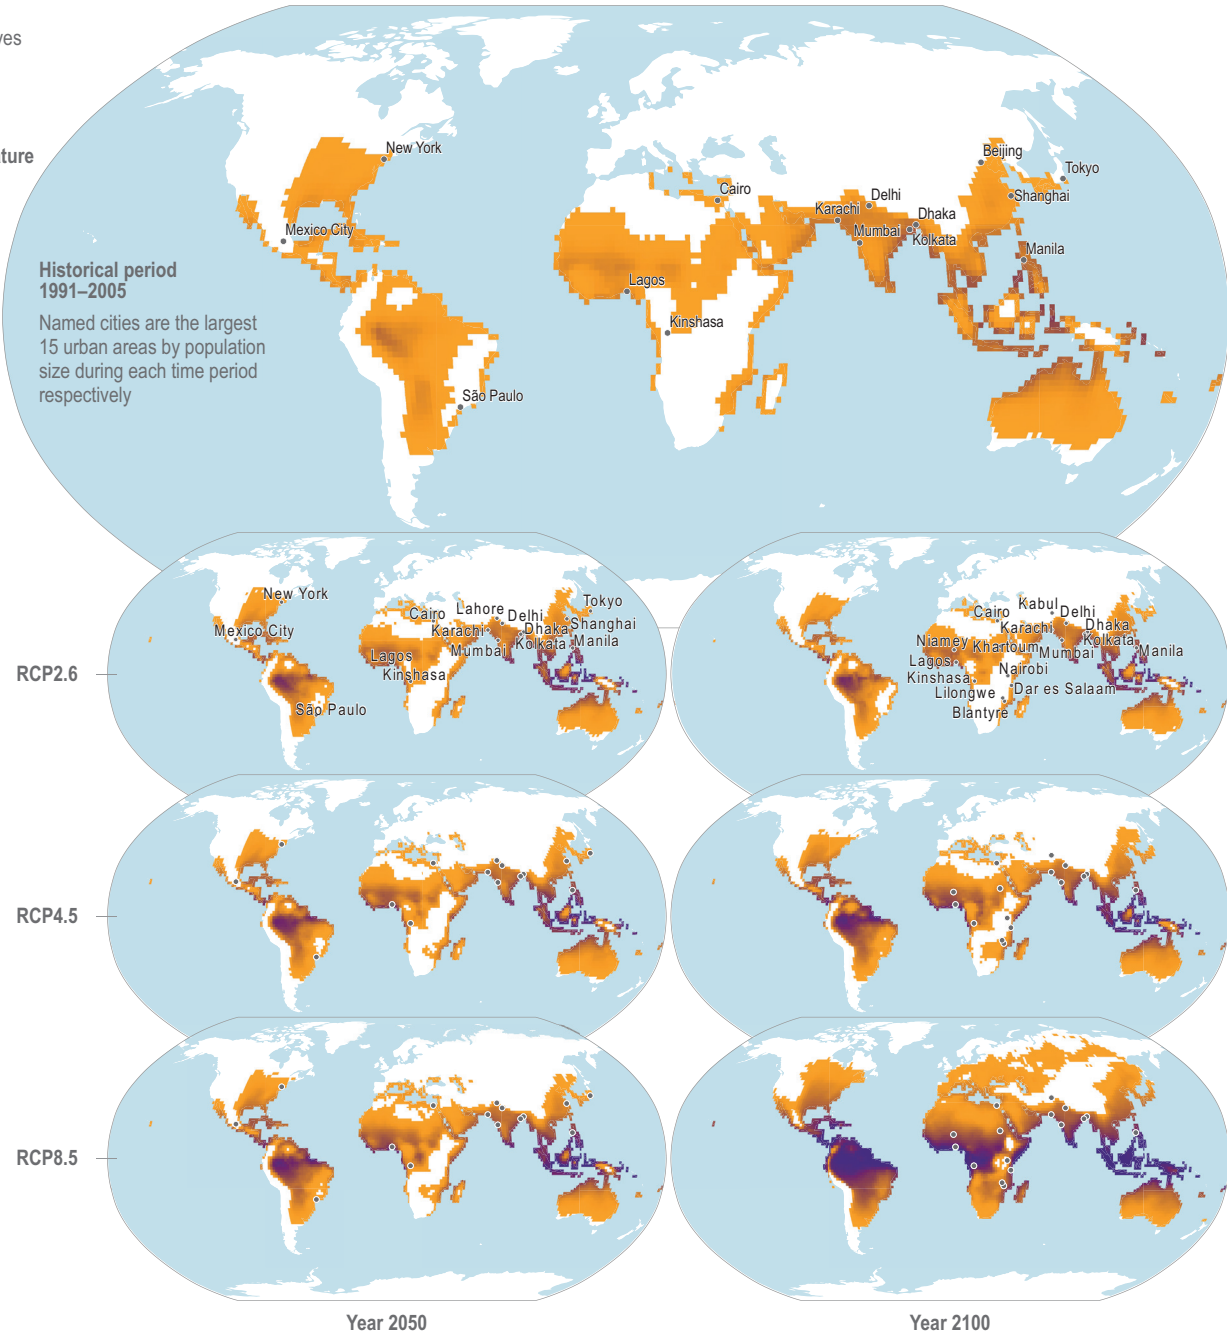 ves
ature
New York
Mexico City
Cairo
Beijing
Tokyo
Shanghai
Delhi
Karachi
Dhaka
Mumbai
Kolkata
Manila
Lagos
Kinshasa
São Paulo
Historical period
1991–2005
Named cities are the largest
15 urban areas by population
size during each time period
respectively
RCP2.6
New York
Mexico City
Cairo
Lahore
Delhi
Tokyo
Karachi
Dhaka
Shanghai
Mumbai
Kolkata
Manila
Lagos
Kinshasa
São Paulo
Cairo
Kabul
Delhi
Karachi
Dhaka
Niamey
Khartoum
Kolkata
Mumbai
Manila
Lagos
Nairobi
Kinshasa
Dar es Salaam
Lilongwe
Blantyre
RCP4.5
RCP8.5
Year 2050
Year 2100